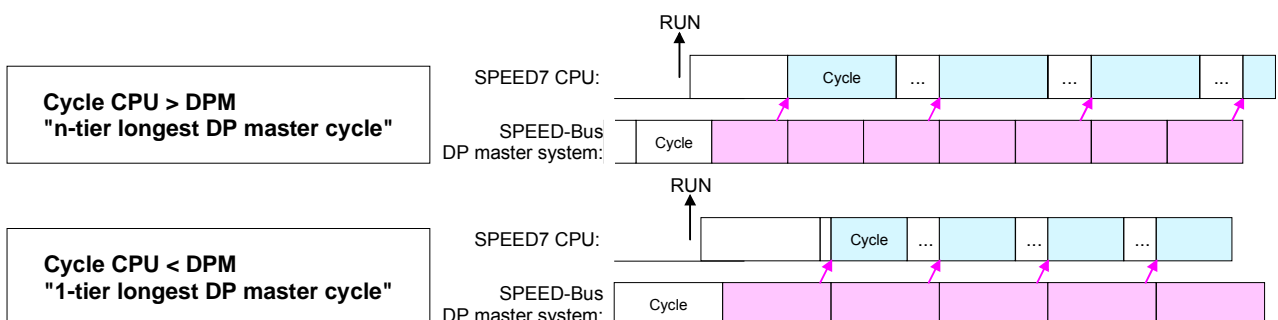 RUN
SPEED7 CPU:
Cycle
...
...
...
Cycle CPU > DPM
"n-tier longest DP master cycle"
SPEED-Bus
DP master system:
Cycle
RUN
SPEED7 CPU:
Cycle
...
...
...
Cycle CPU < DPM
"1-tier longest DP master cycle"
SPEED-Bus
DP master system:
Cycle